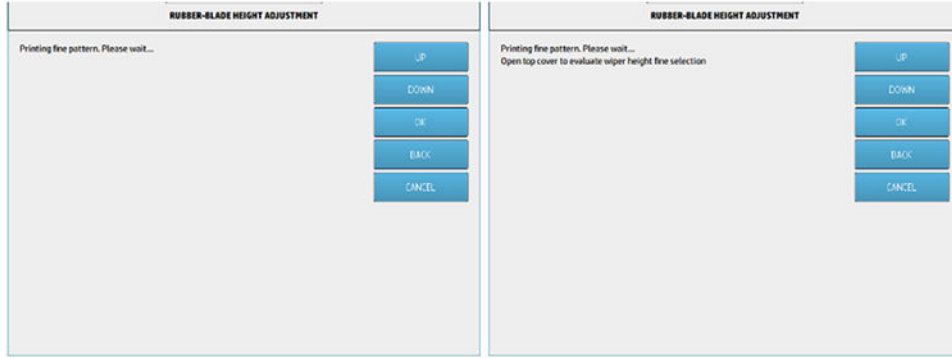 RUBBER-BLADE HEIGHT ADJUSTMENT
Printing fine pattern. Please wait...
UP
DOWN
OK
BACK
CANCEL
RUBBER-BLADE HEIGHT ADJUSTMENT
Printing fine pattern. Please wait...
Open top cover to evaluate wiper height fine selection
UP
DOWN
OK
BACK
CANCEL